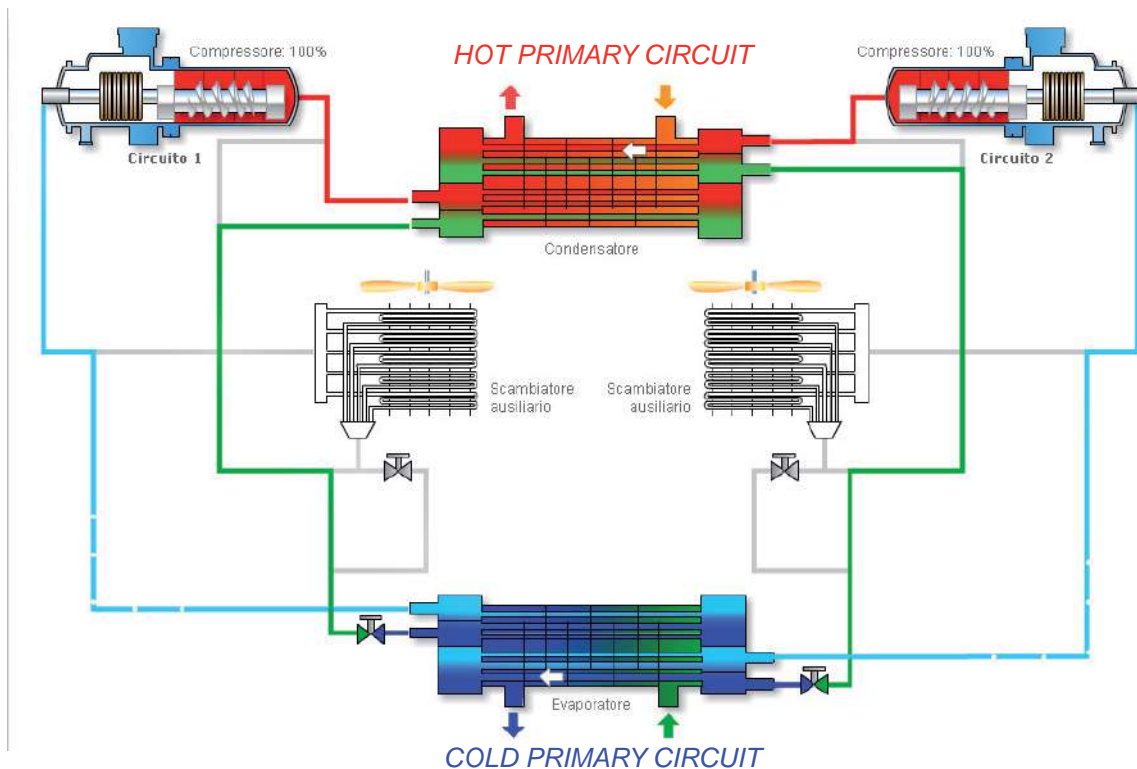 Compressore: 100%
HOT PRIMARY CIRCUIT
Compressore: 100%
Circuito 1
Circuito 2
Condensatore
Scambiatore
ausiliario
Scambiatore
ausiliario
Evaporatore
COLD PRIMARY CIRCUIT